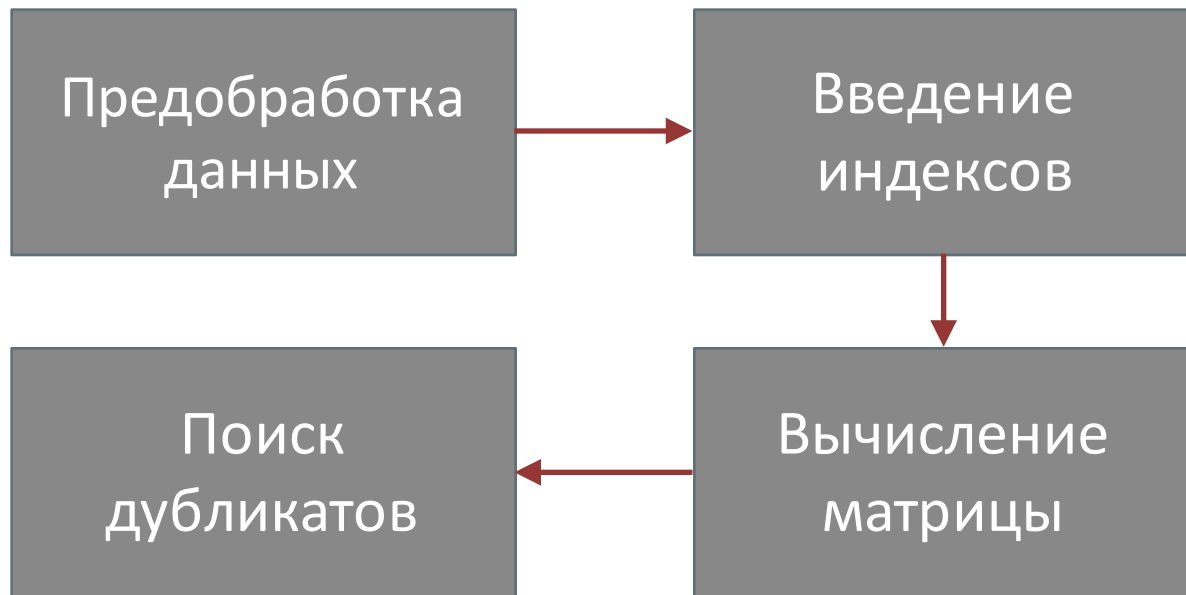 Предобработка
данных
Введение
индексов
Поиск
дубликатов
Вычисление
матрицы